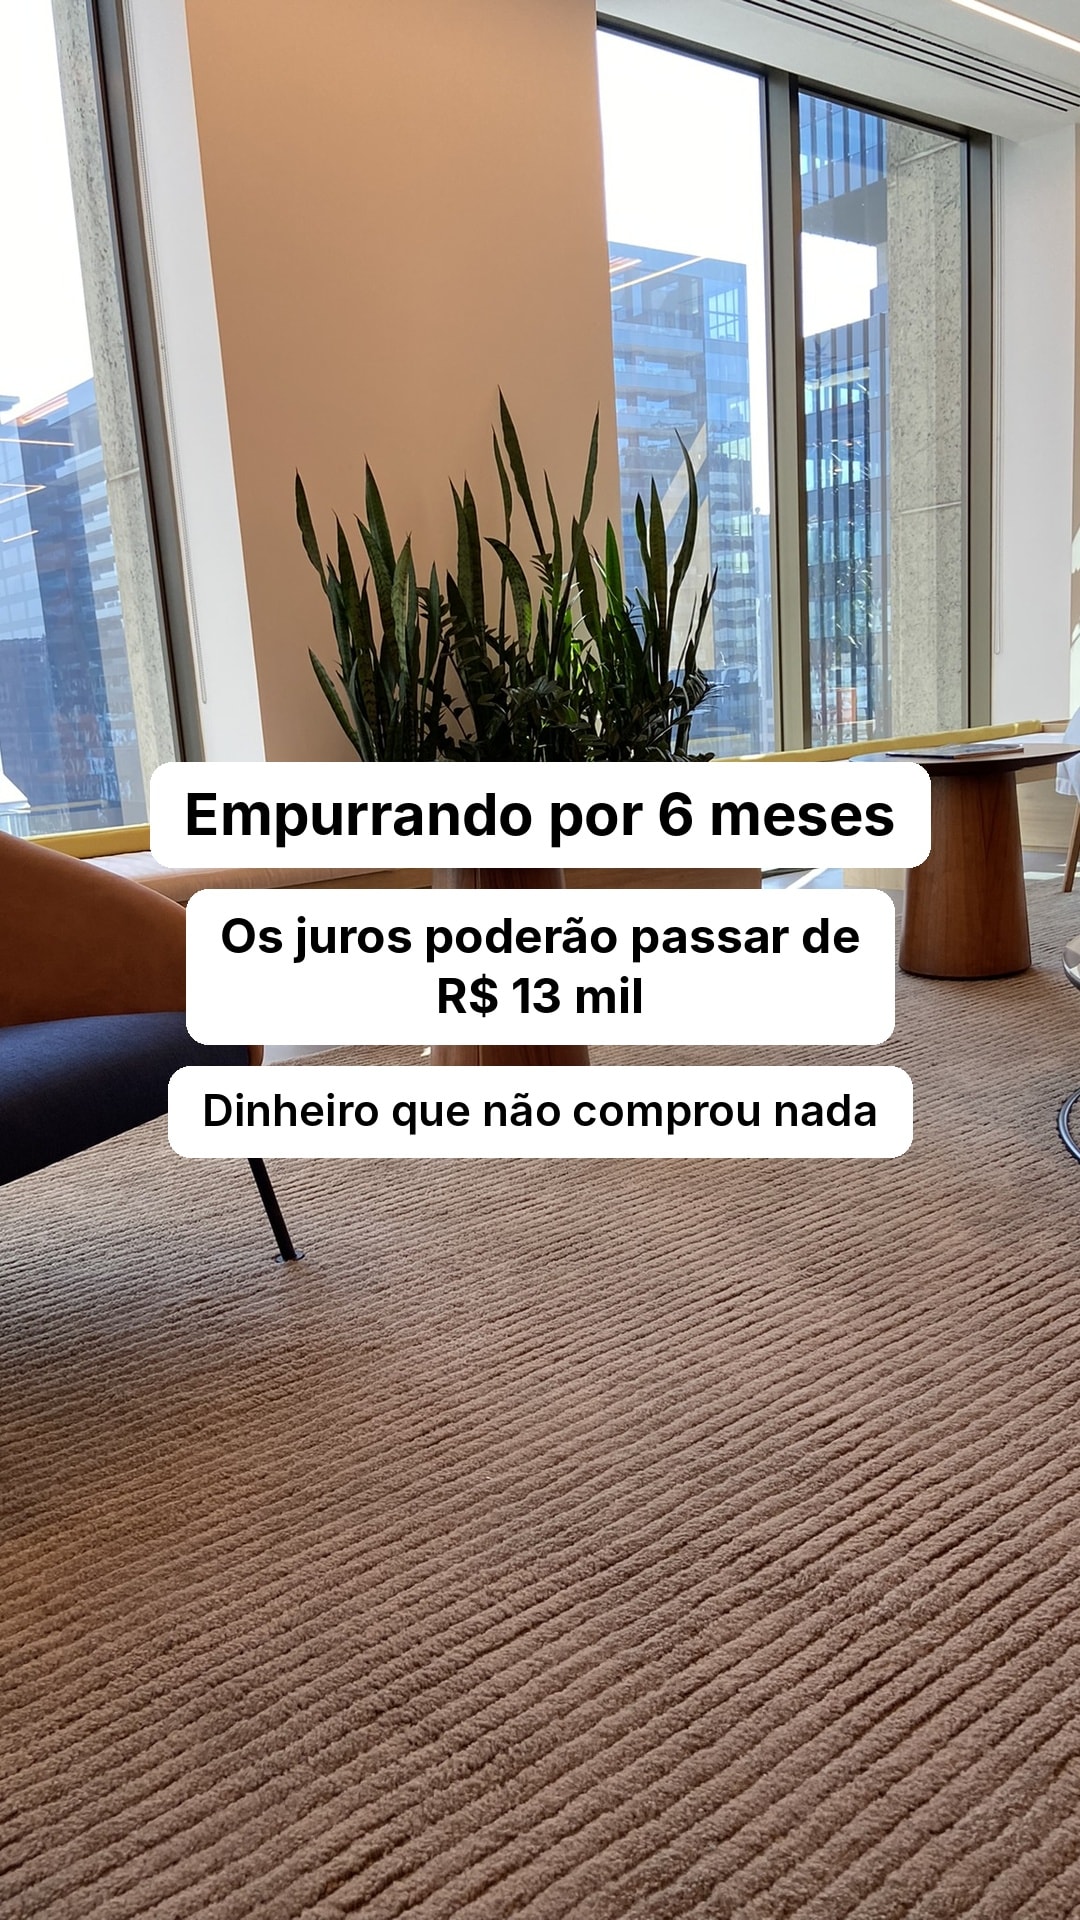 Empurrando por 6 meses
Os juros poderão passar de
R$ 13 mil
Dinheiro que não comprou nada